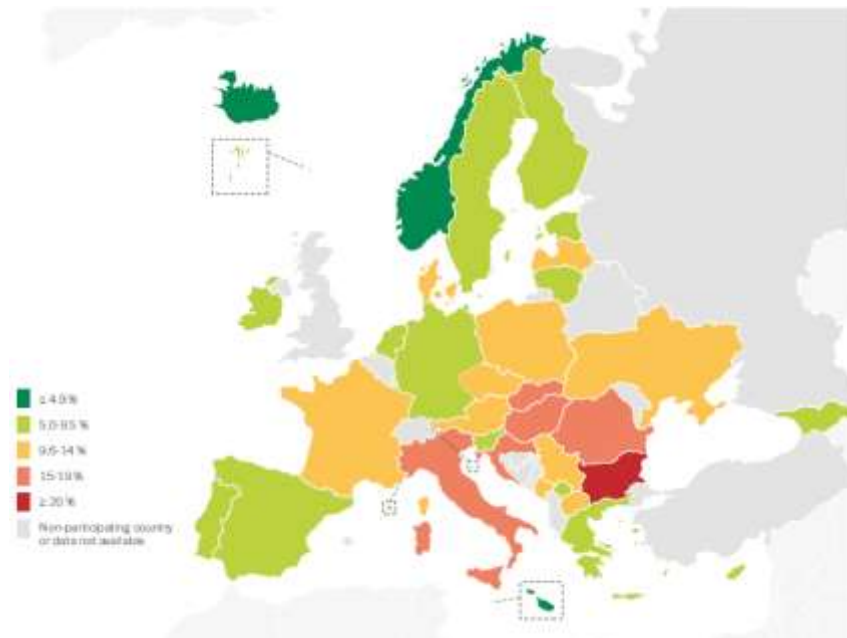 ≤ 4.9 %
5.0-9.5 %
9.6-14 %
15-19 %
≥ 20 %
Non-participating country
or data not available